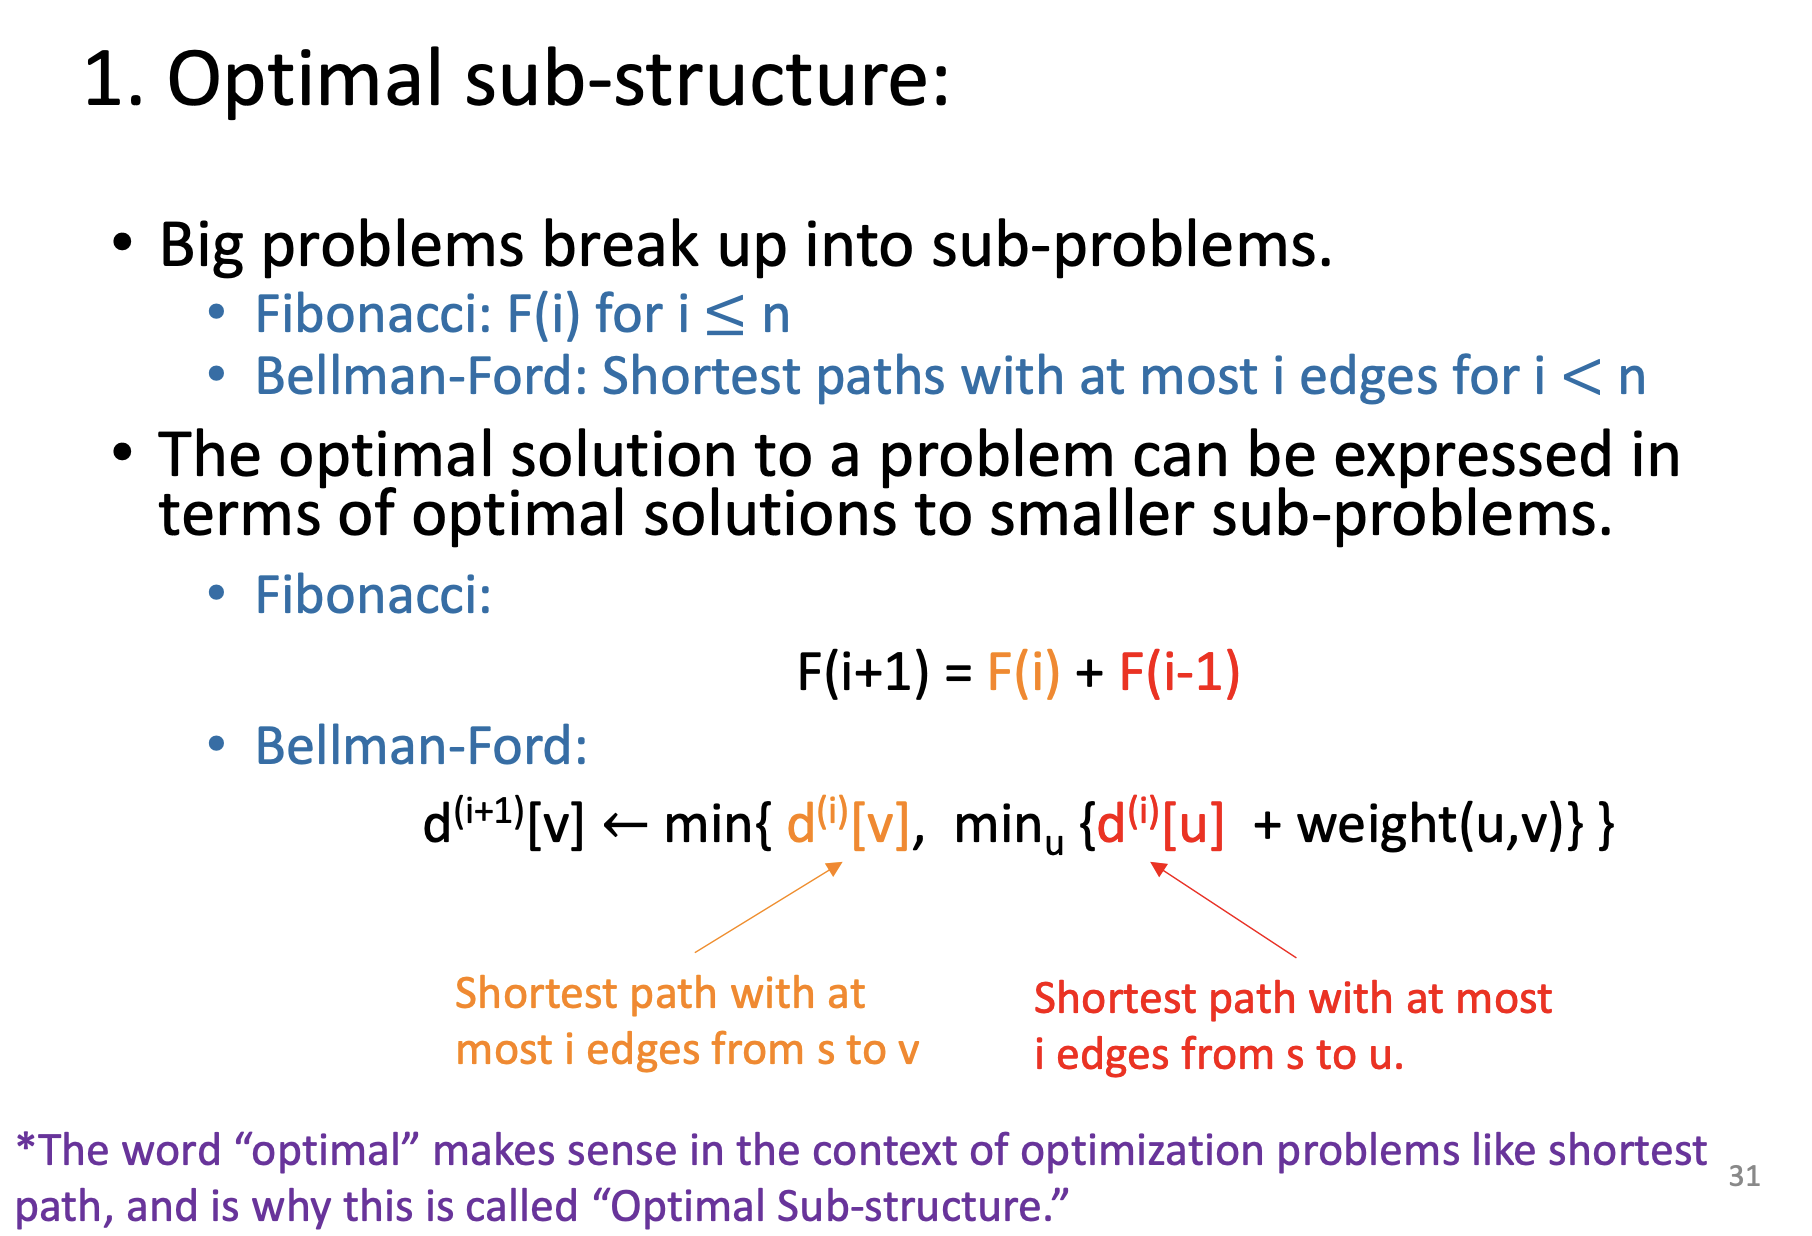 1. Optimal sub-structure:
• Big problems break up into sub-problems.
• Fibonacci: F(i) for i ≤ n
• Bellman-Ford: Shortest paths with at most i edges for i < n
• The optimal solution to a problem can be expressed in
terms of optimal solutions to smaller sub-problems.
• Fibonacci:
F(i+1) = F(i) + F(i-1)
• Bellman-Ford:
d⁽ⁱ⁺¹⁾[v] ← min{ d⁽ⁱ⁾[v], minᵤ {d⁽ⁱ⁾[u] + weight(u,v)} }
Shortest path with at
most i edges from s to v
Shortest path with at most
i edges from s to u.
*The word “optimal” makes sense in the context of optimization problems like shortest
path, and is why this is called “Optimal Sub-structure.”
31